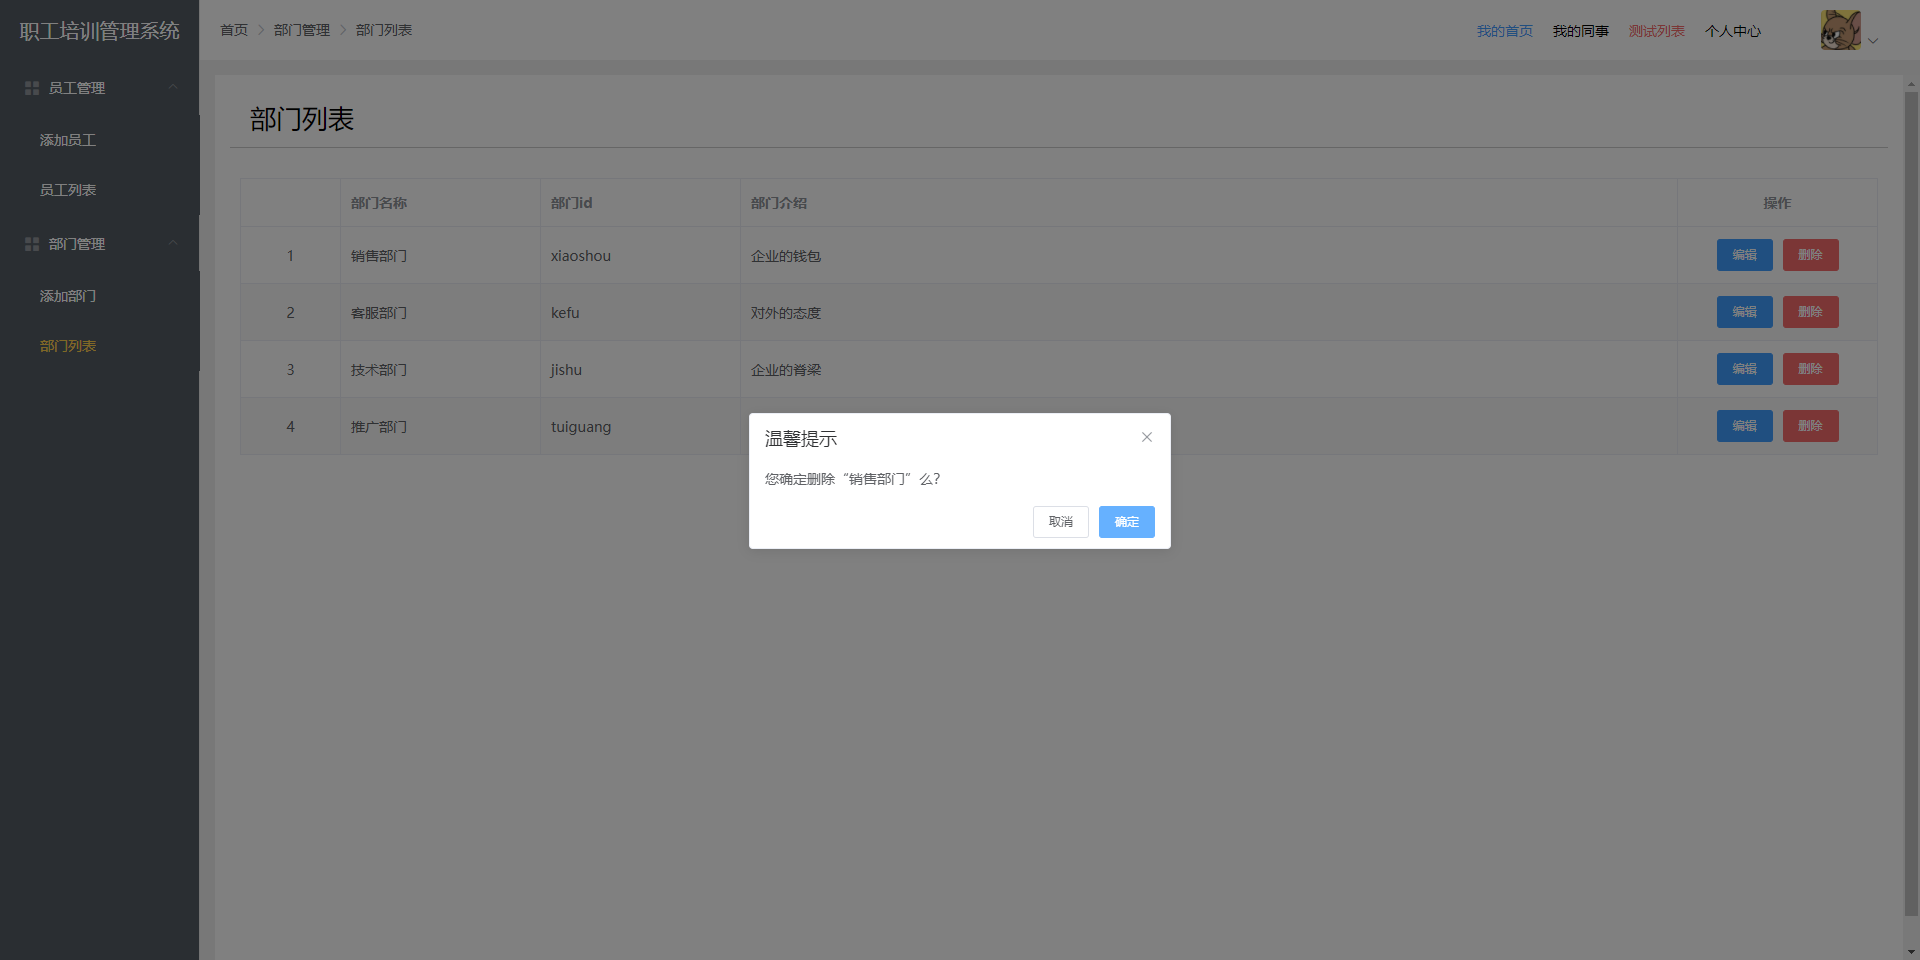 职工培训管理系统
首页 部门管理 部门列表
我的首页 我的同事 测试列表 个人中心
员工管理
添加员工
员工列表
部门管理
添加部门
部门列表
部门列表
部门名称 部门id 部门介绍 操作
1 销售部门 xiaoshou 企业的钱包 编辑 删除
2 客服部门 kefu 对外的态度 编辑 删除
3 技术部门 jishu 企业的脊梁 编辑 删除
4 推广部门 tuiguang 编辑 删除
温馨提示
您确定删除“销售部门”么?
取消 确定